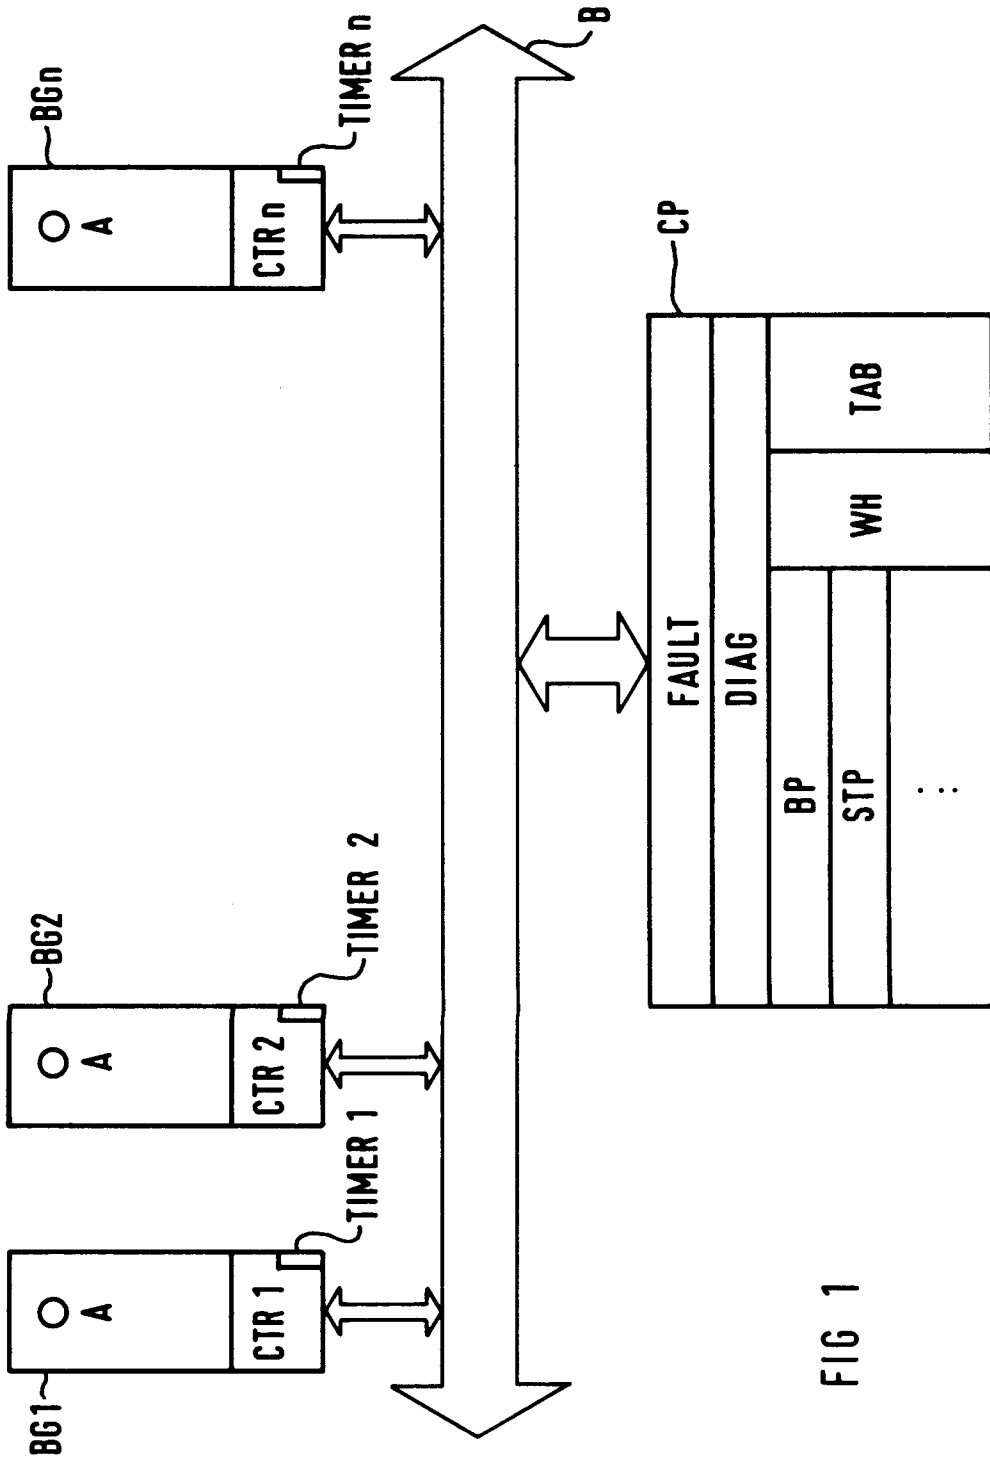 BG1
A
CTR 1
TIMER 1
BG2
A
CTR 2
TIMER 2
BGn
A
CTR n
TIMER n
B
CP
FAULT
DIAG
BP
STP
⋮
WH
TAB
FIG 1